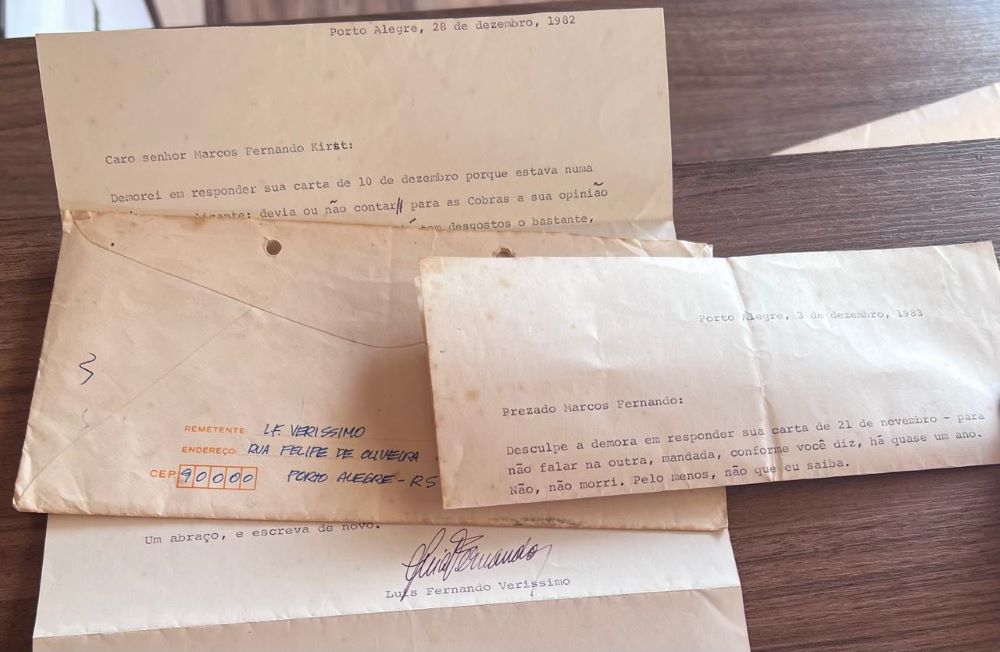 Porto Alegre, 28 de dezembro, 1982
Caro senhor Marcos Fernando Kirst:
Demorei em responder sua carta de 10 de dezembro porque estava numa
devia ou não contar para as Cobras a sua opinião
tem desgostos o bastante,
REMETENTE: LF VERISSIMO
ENDEREÇO: RUA FELIPE DE OLIVEIRA
CEP 90000 PORTO ALEGRE - RS
Um abraço, e escreva de novo.
Luis Fernando
Luis Fernando Verissimo
Porto Alegre, 3 de dezembro, 1983
Prezado Marcos Fernando:
Desculpe a demora em responder sua carta de 21 de novembro - para
não falar na outra, mandada, conforme você diz, há quase um ano.
Não, não morri. Pelo menos, não que eu saiba.